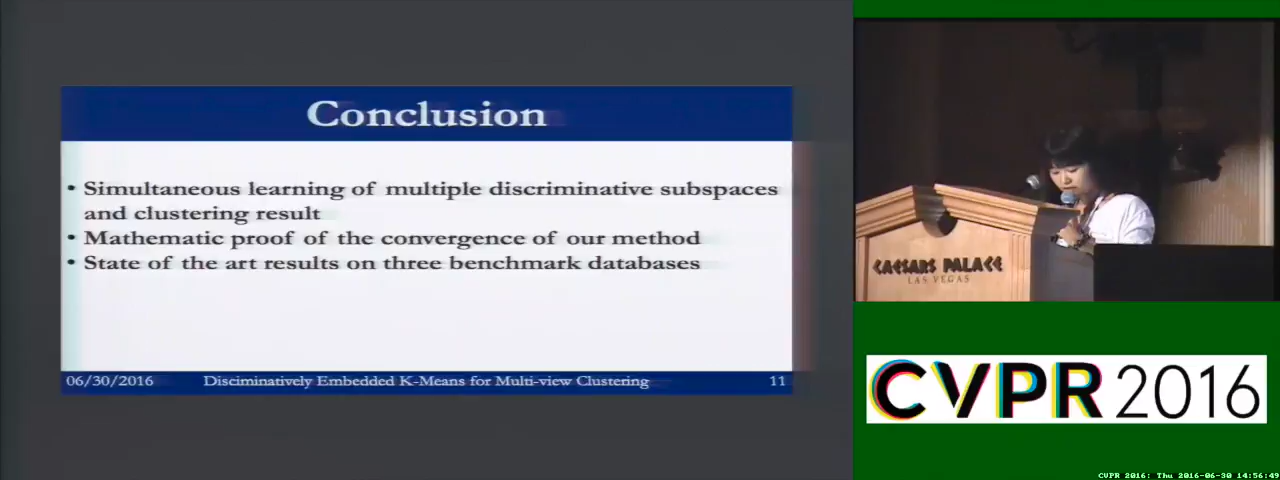 Conclusion
• Simultaneous learning of multiple discriminative subspaces
and clustering result
• Mathematic proof of the convergence of our method
• State of the art results on three benchmark databases
06/30/2016 Disciminatively Embedded K-Means for Multi-view Clustering 11
CAESARS PALACE
LAS VEGAS
CVPR 2016
CVPR 2016: Thu 2016-06-30 14:56:49